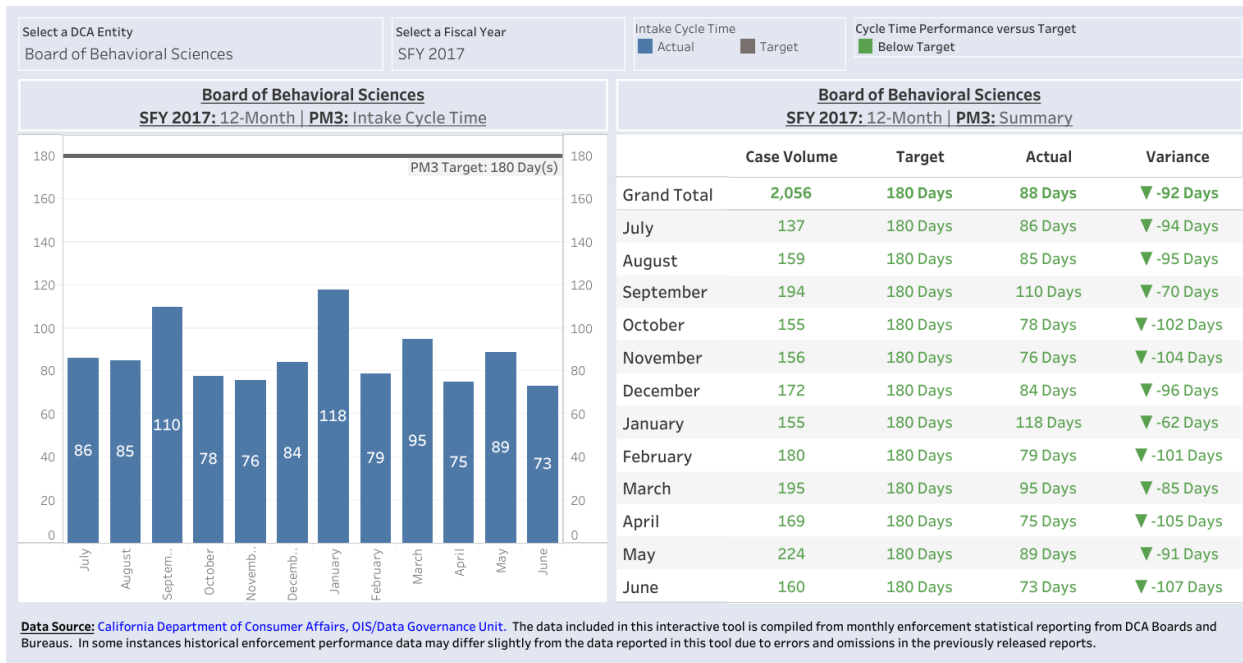 Select a DCA Entity
Board of Behavioral Sciences
Select a Fiscal Year
SFY 2017
Intake Cycle Time
Actual
Target
Cycle Time Performance versus Target
Below Target
Board of Behavioral Sciences
SFY 2017: 12-Month | PM3: Intake Cycle Time
180
160
140
120
100
80
60
40
20
0
PM3 Target: 180 Day(s)
86
85
110
78
76
84
118
79
95
75
89
73
180
160
140
120
100
80
60
40
20
0
July
August
Septem..
October
Novemb..
Decemb..
January
February
March
April
May
June
Board of Behavioral Sciences
SFY 2017: 12-Month | PM3: Summary
Case Volume Target Actual Variance
Grand Total 2,056 180 Days 88 Days ▼ -92 Days
July 137 180 Days 86 Days ▼ -94 Days
August 159 180 Days 85 Days ▼ -95 Days
September 194 180 Days 110 Days ▼ -70 Days
October 155 180 Days 78 Days ▼ -102 Days
November 156 180 Days 76 Days ▼ -104 Days
December 172 180 Days 84 Days ▼ -96 Days
January 155 180 Days 118 Days ▼ -62 Days
February 180 180 Days 79 Days ▼ -101 Days
March 195 180 Days 95 Days ▼ -85 Days
April 169 180 Days 75 Days ▼ -105 Days
May 224 180 Days 89 Days ▼ -91 Days
June 160 180 Days 73 Days ▼ -107 Days
Data Source: California Department of Consumer Affairs, OIS/Data Governance Unit. The data included in this interactive tool is compiled from monthly enforcement statistical reporting from DCA Boards and
Bureaus. In some instances historical enforcement performance data may differ slightly from the data reported in this tool due to errors and omissions in the previously released reports.